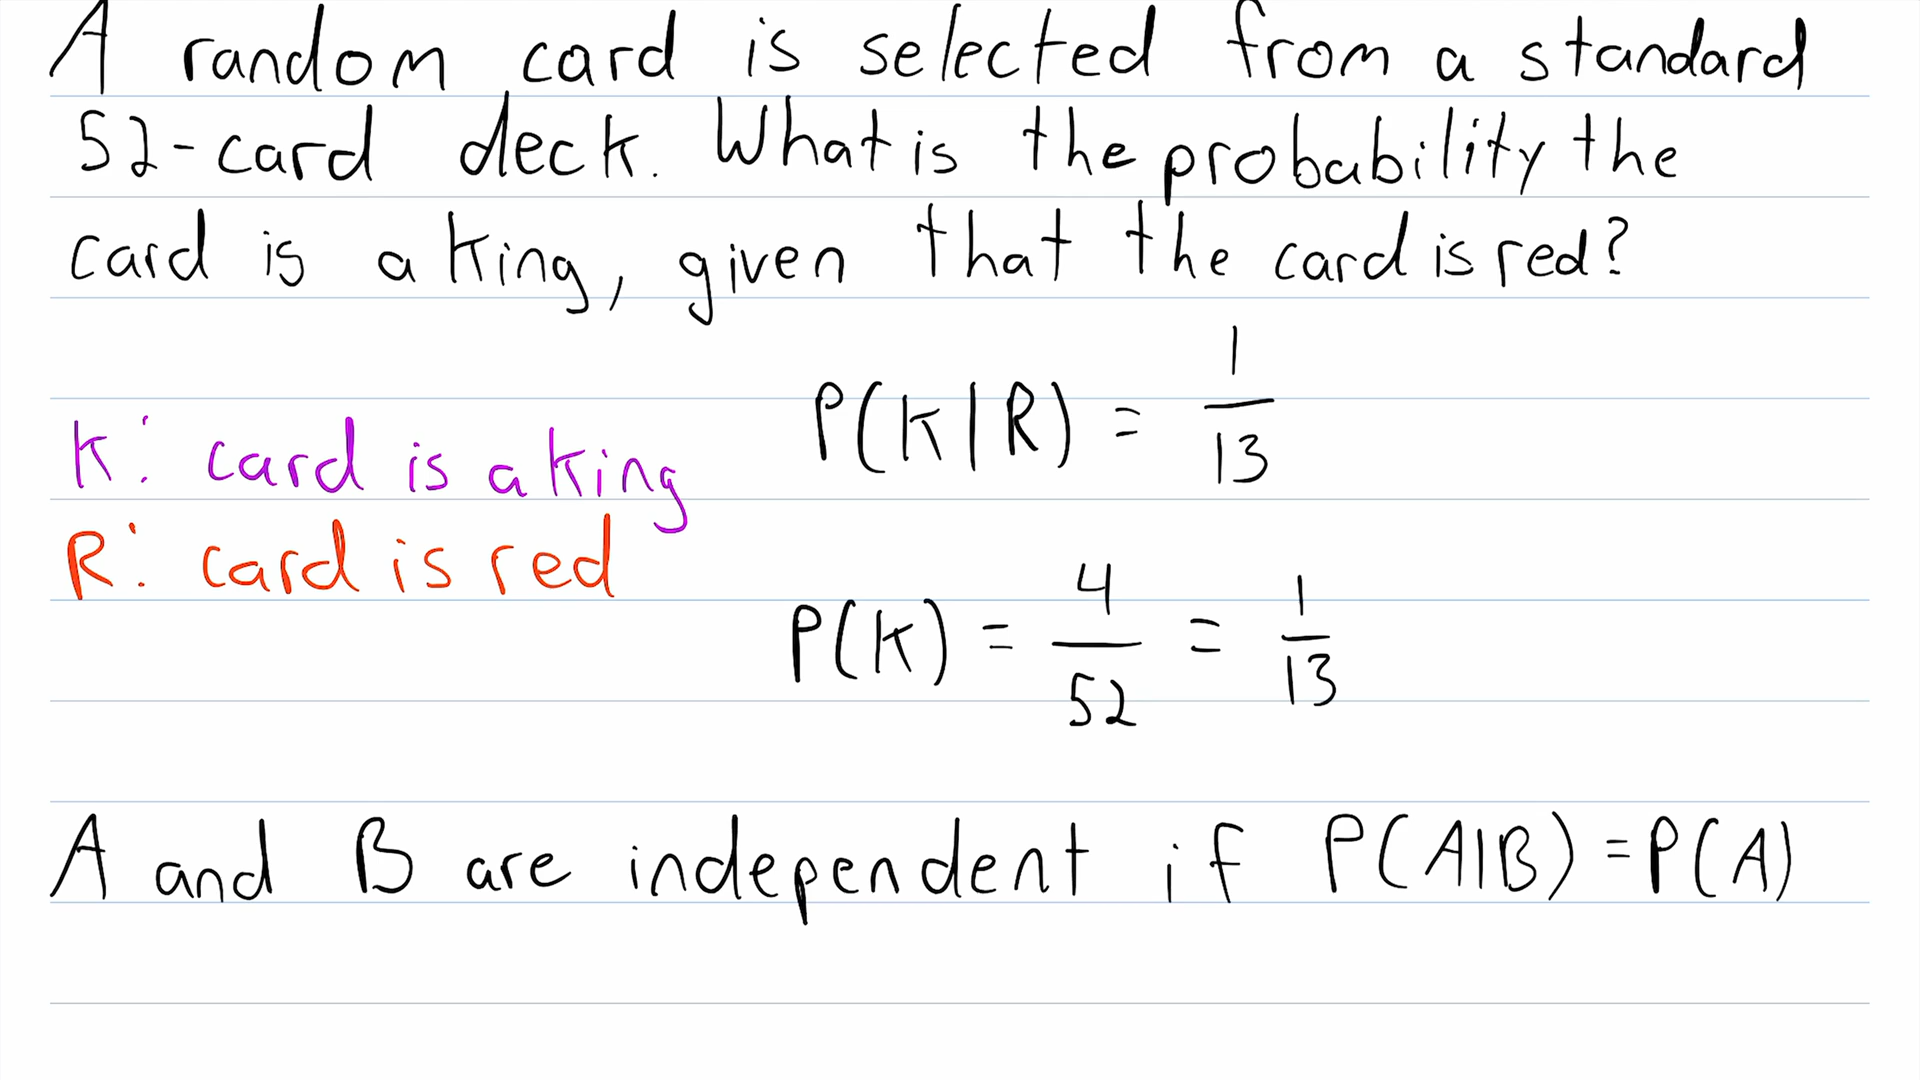 A random card is selected from a standard
52-card deck. What is the probability the
card is a king, given that the card is red?
P(K|R) = 1/13
K: card is a king
R: card is red
P(K) = 4/52 = 1/13
A and B are independent if P(A|B) = P(A)